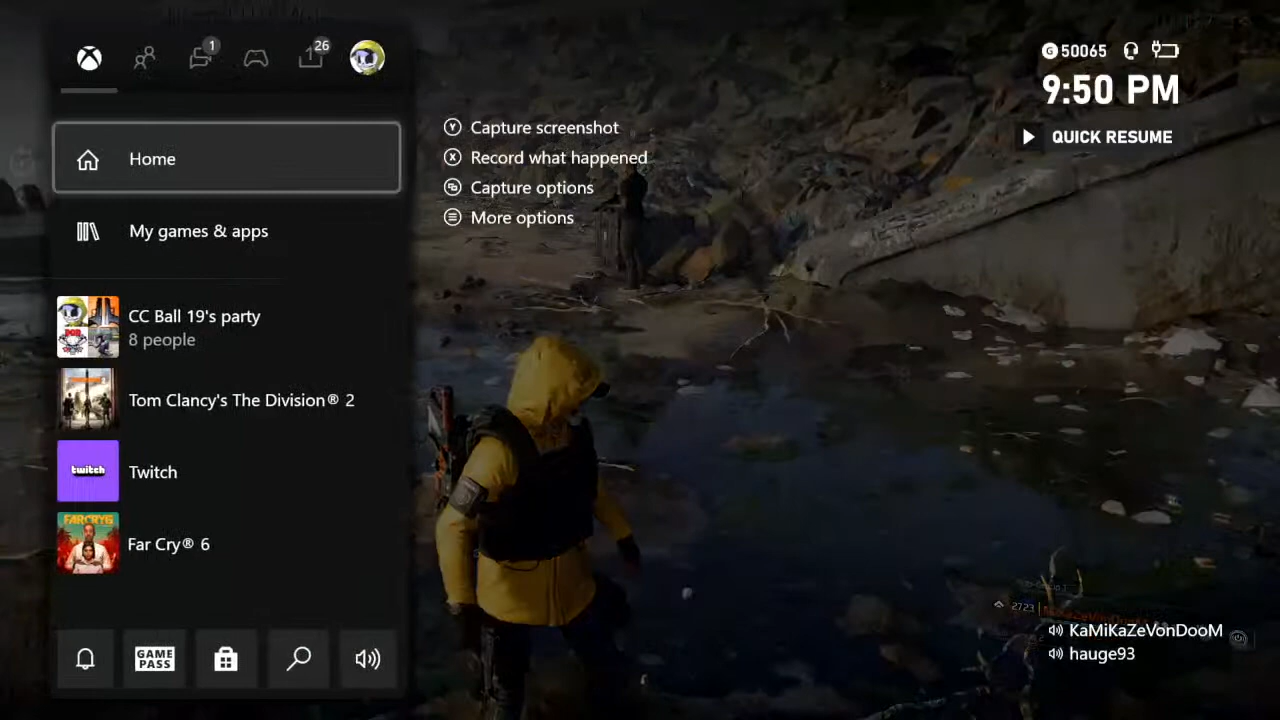 1
26
Home
My games & apps
CC Ball 19's party
8 people
Tom Clancy's The Division® 2
twitch
Twitch
FARCRY6
Far Cry® 6
GAME PASS
Ⓨ Capture screenshot
Ⓧ Record what happened
Capture options
More options
G 50065
9:50 PM
QUICK RESUME
2723
KaMiKaZeVonDooM
hauge93